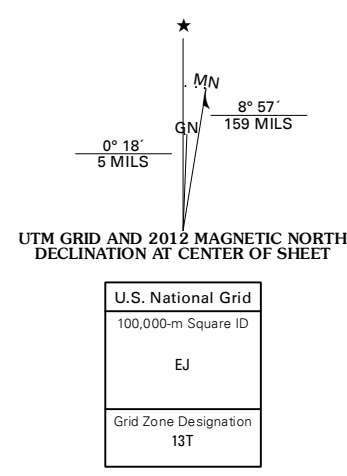 ★
MN
GN
8° 57´
159 MILS
0° 18´
5 MILS
UTM GRID AND 2012 MAGNETIC NORTH
DECLINATION AT CENTER OF SHEET
U.S. National Grid
100,000-m Square ID
EJ
Grid Zone Designation
13T